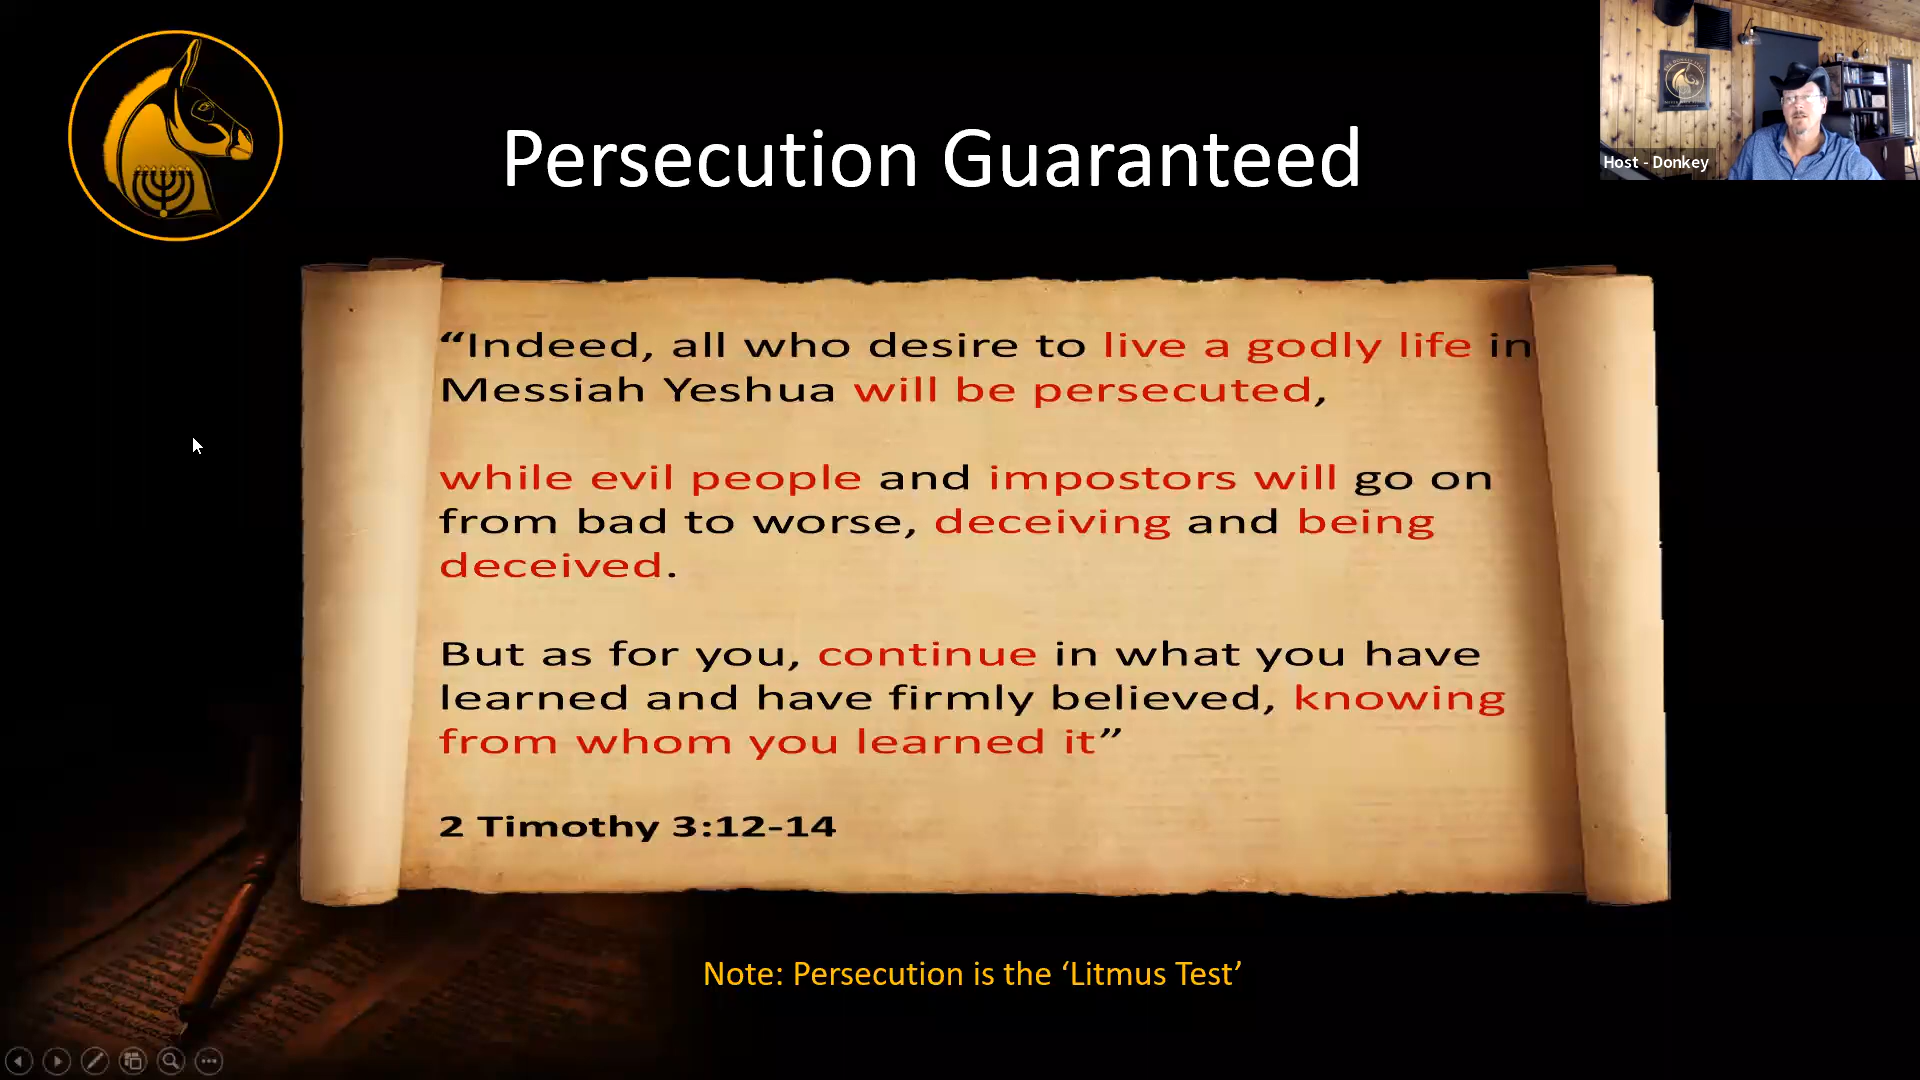 Persecution Guaranteed
Host - Donkey
“Indeed, all who desire to live a godly life in
Messiah Yeshua will be persecuted,
while evil people and impostors will go on
from bad to worse, deceiving and being
deceived.
But as for you, continue in what you have
learned and have firmly believed, knowing
from whom you learned it”
2 Timothy 3:12-14
Note: Persecution is the ‘Litmus Test’